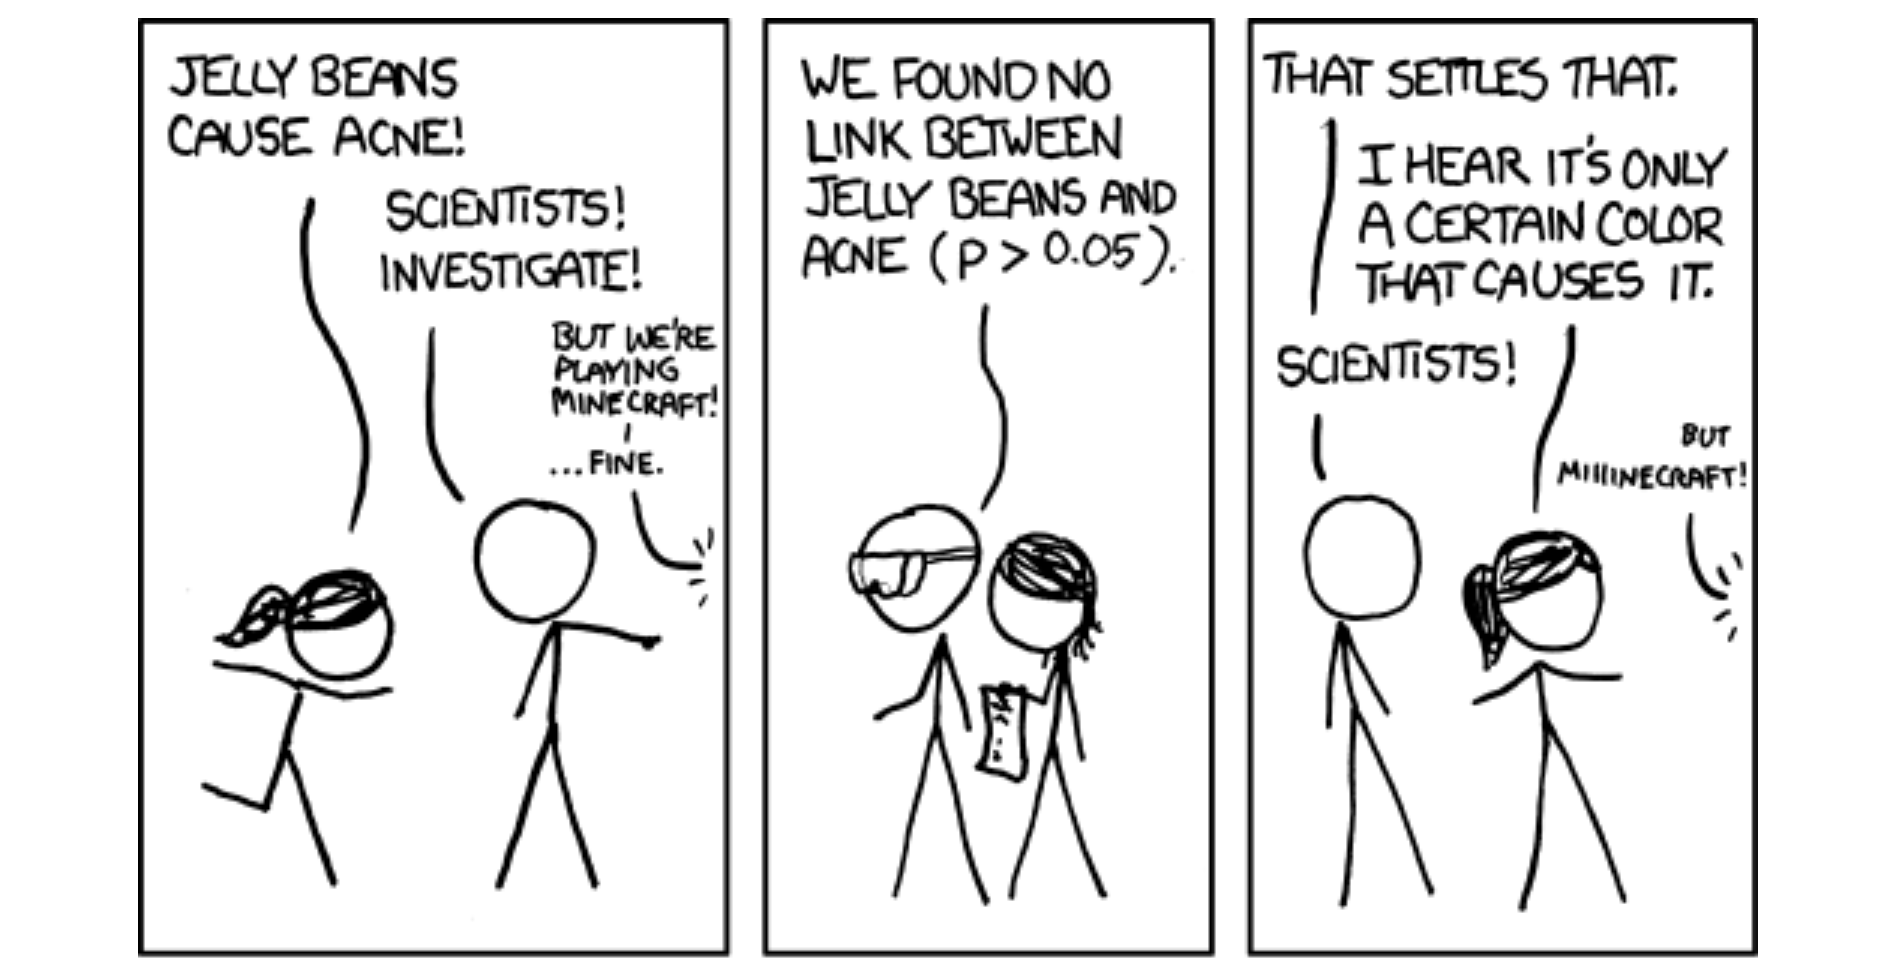 JELLY BEANS
CAUSE ACNE!
SCIENTISTS!
INVESTIGATE!
BUT WE'RE
PLAYING
MINECRAFT!
...FINE.
WE FOUND NO
LINK BETWEEN
JELLY BEANS AND
ACNE (P > 0.05).
THAT SETTLES THAT.
I HEAR IT'S ONLY
A CERTAIN COLOR
THAT CAUSES IT.
SCIENTISTS!
BUT
MIIIINECRAFT!